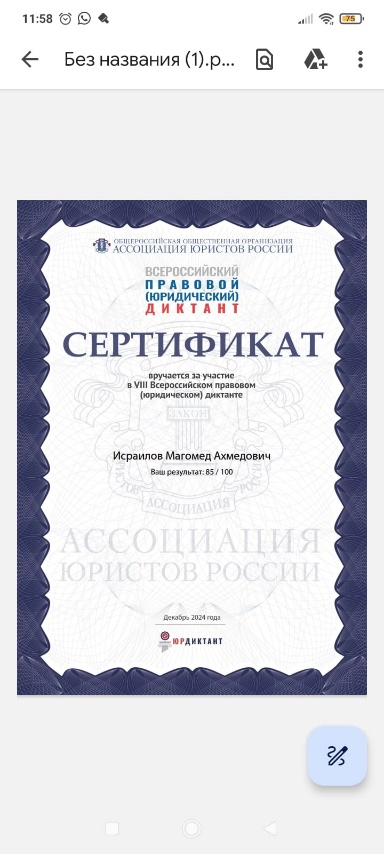 11:58
75
Без названия (1).p...
ОБЩЕРОССИЙСКАЯ ОБЩЕСТВЕННАЯ ОРГАНИЗАЦИЯ
АССОЦИАЦИЯ ЮРИСТОВ РОССИИ
ВСЕРОССИЙСКИЙ
ПРАВОВОЙ
(ЮРИДИЧЕСКИЙ)
ДИКТАНТ
СЕРТИФИКАТ
вручается за участие
в VIII Всероссийском правовом
(юридическом) диктанте
ЗАКОН
Исраилов Магомед Ахмедович
Ваш результат: 85 / 100
АССОЦИАЦИЯ
АССОЦИАЦИЯ
ЮРИСТОВ РОССИИ
Декабрь 2024 года
ЮРДИКТАНТ